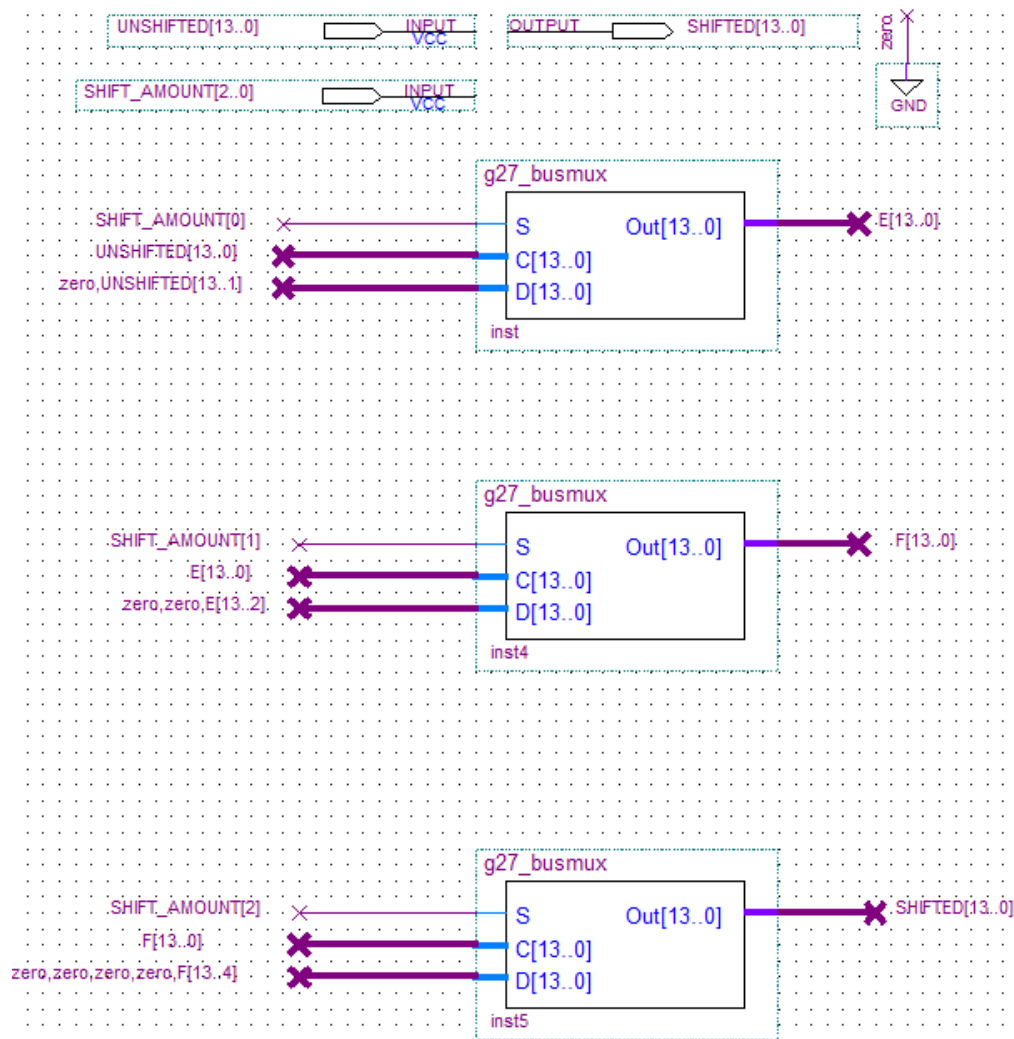 UNSHIFTED[13..0] INPUT VCC
OUTPUT SHIFTED[13..0]
zero
SHIFT_AMOUNT[2..0] INPUT VCC
GND
g27_busmux
SHIFT_AMOUNT[0] S Out[13..0] E[13..0]
UNSHIFTED[13..0] C[13..0]
zero,UNSHIFTED[13..1] D[13..0]
inst
g27_busmux
SHIFT_AMOUNT[1] S Out[13..0] F[13..0]
E[13..0] C[13..0]
zero,zero,E[13..2] D[13..0]
inst4
g27_busmux
SHIFT_AMOUNT[2] S Out[13..0] SHIFTED[13..0]
F[13..0] C[13..0]
zero,zero,zero,zero,F[13..4] D[13..0]
inst5